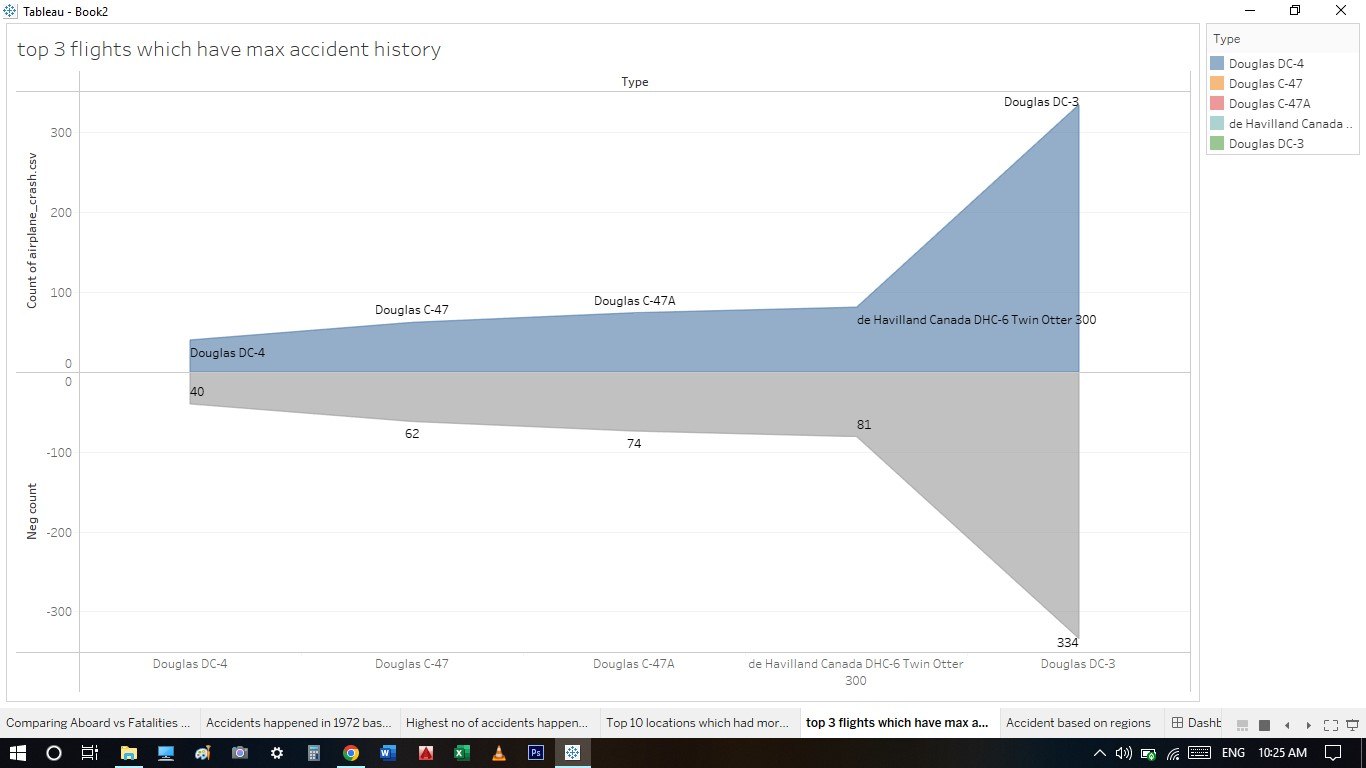 Tableau - Book2
top 3 flights which have max accident history
Type
Type
Douglas DC-4
Douglas C-47
Douglas C-47A
de Havilland Canada ..
Douglas DC-3
Count of airplane_crash.csv
300
200
100
0
Douglas DC-4
Douglas C-47
Douglas C-47A
de Havilland Canada DHC-6 Twin Otter 300
Douglas DC-3
Neg count
0
-100
-200
-300
40
62
74
81
334
Douglas DC-4
Douglas C-47
Douglas C-47A
de Havilland Canada DHC-6 Twin Otter
300
Douglas DC-3
Comparing Aboard vs Fatalities ...
Accidents happened in 1972 bas...
Highest no of accidents happen...
Top 10 locations which had mor...
top 3 flights which have max a...
Accident based on regions
Dashb
Ps
ENG
10:25 AM